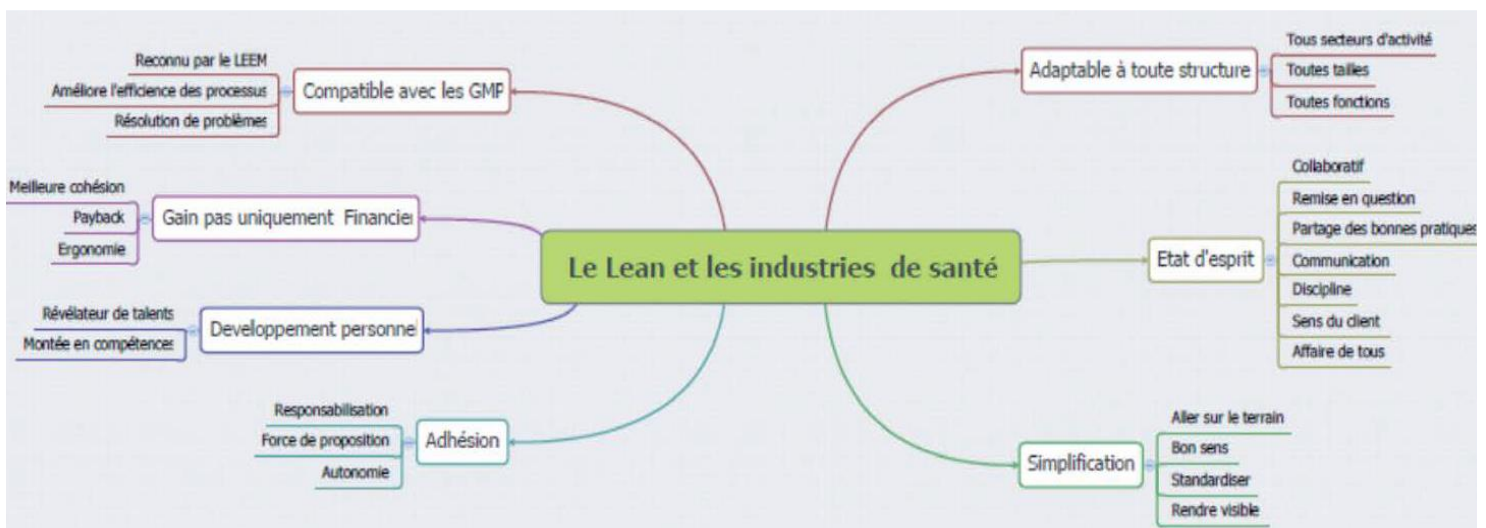 Le Lean et les industries de santé
Adaptable à toute structure
Tous secteurs d'activité
Toutes tailles
Toutes fonctions
Etat d'esprit
Collaboratif
Remise en question
Partage des bonnes pratiques
Communication
Discipline
Sens du client
Affaire de tous
Simplification
Aller sur le terrain
Bon sens
Standardiser
Rendre visible
Compatible avec les GMP
Reconnu par le LEEM
Améliore l'efficience des processus
Résolution de problèmes
Gain pas uniquement Financier
Meilleure cohésion
Payback
Ergonomie
Developpement personnel
Révélateur de talents
Montée en compétences
Adhésion
Responsabilisation
Force de proposition
Autonomie